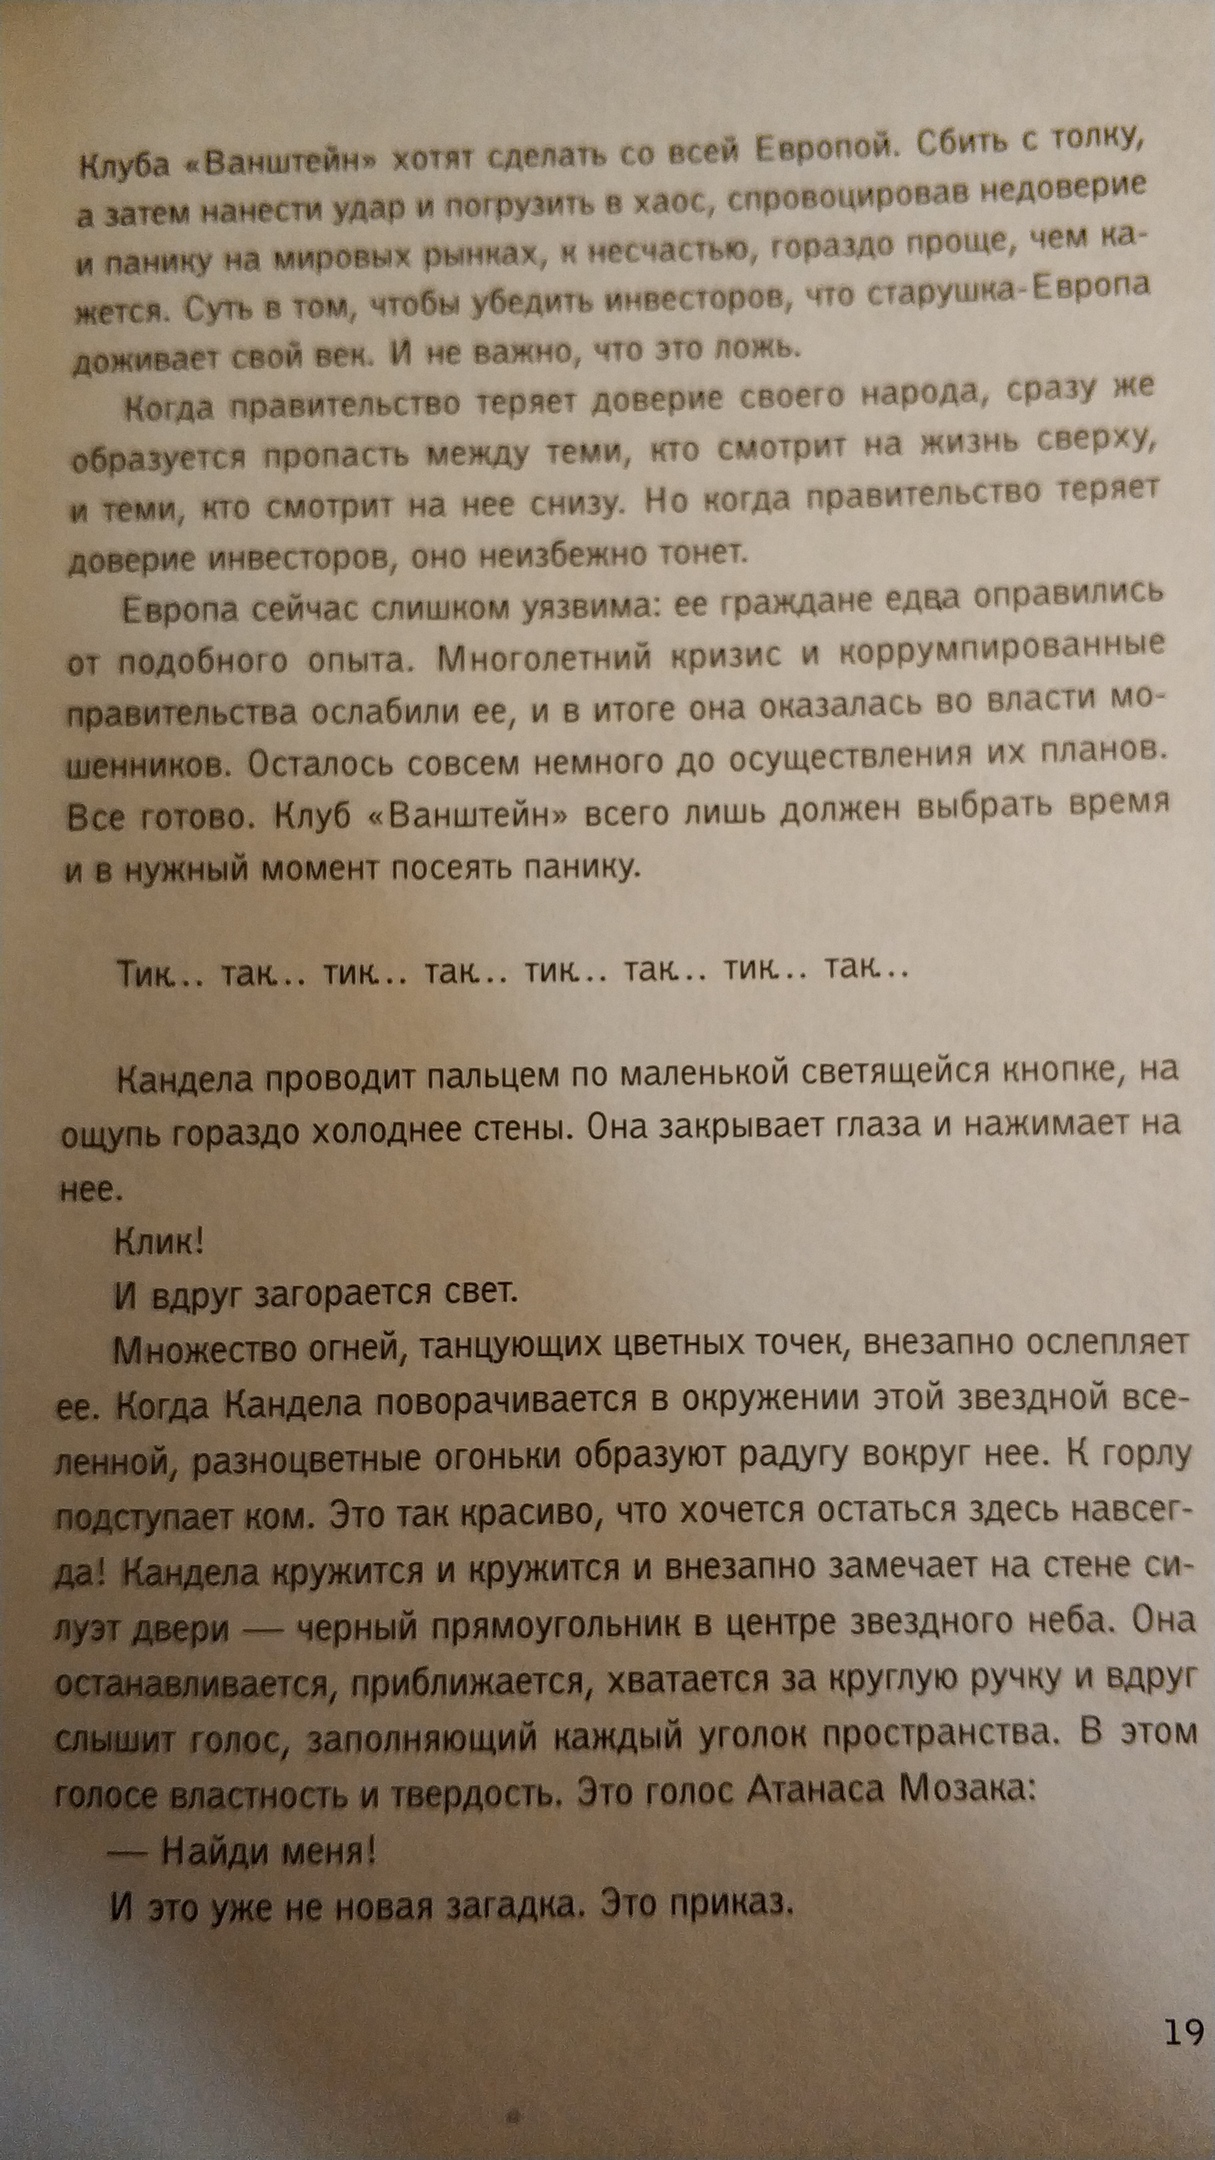 Клуба «Ванштейн» хотят сделать со всей Европой. Сбить с толку,
а затем нанести удар и погрузить в хаос, спровоцировав недоверие
и панику на мировых рынках, к несчастью, гораздо проще, чем ка-
жется. Суть в том, чтобы убедить инвесторов, что старушка-Европа
доживает свой век. И не важно, что это ложь.
Когда правительство теряет доверие своего народа, сразу же
образуется пропасть между теми, кто смотрит на жизнь сверху,
и теми, кто смотрит на нее снизу. Но когда правительство теряет
доверие инвесторов, оно неизбежно тонет.
Европа сейчас слишком уязвима: ее граждане едва оправились
от подобного опыта. Многолетний кризис и коррумпированные
правительства ослабили ее, и в итоге она оказалась во власти мо-
шенников. Осталось совсем немного до осуществления их планов.
Все готово. Клуб «Ванштейн» всего лишь должен выбрать время
и в нужный момент посеять панику.
Тик... так... тик... так... тик... так... тик... так...
Кандела проводит пальцем по маленькой светящейся кнопке, на
ощупь гораздо холоднее стены. Она закрывает глаза и нажимает на
нее.
Клик!
И вдруг загорается свет.
Множество огней, танцующих цветных точек, внезапно ослепляет
ее. Когда Кандела поворачивается в окружении этой звездной все-
ленной, разноцветные огоньки образуют радугу вокруг нее. К горлу
подступает ком. Это так красиво, что хочется остаться здесь навсег-
да! Кандела кружится и кружится и внезапно замечает на стене си-
луэт двери — черный прямоугольник в центре звездного неба. Она
останавливается, приближается, хватается за круглую ручку и вдруг
слышит голос, заполняющий каждый уголок пространства. В этом
голосе властность и твердость. Это голос Атанаса Мозака:
— Найди меня!
И это уже не новая загадка. Это приказ.
19